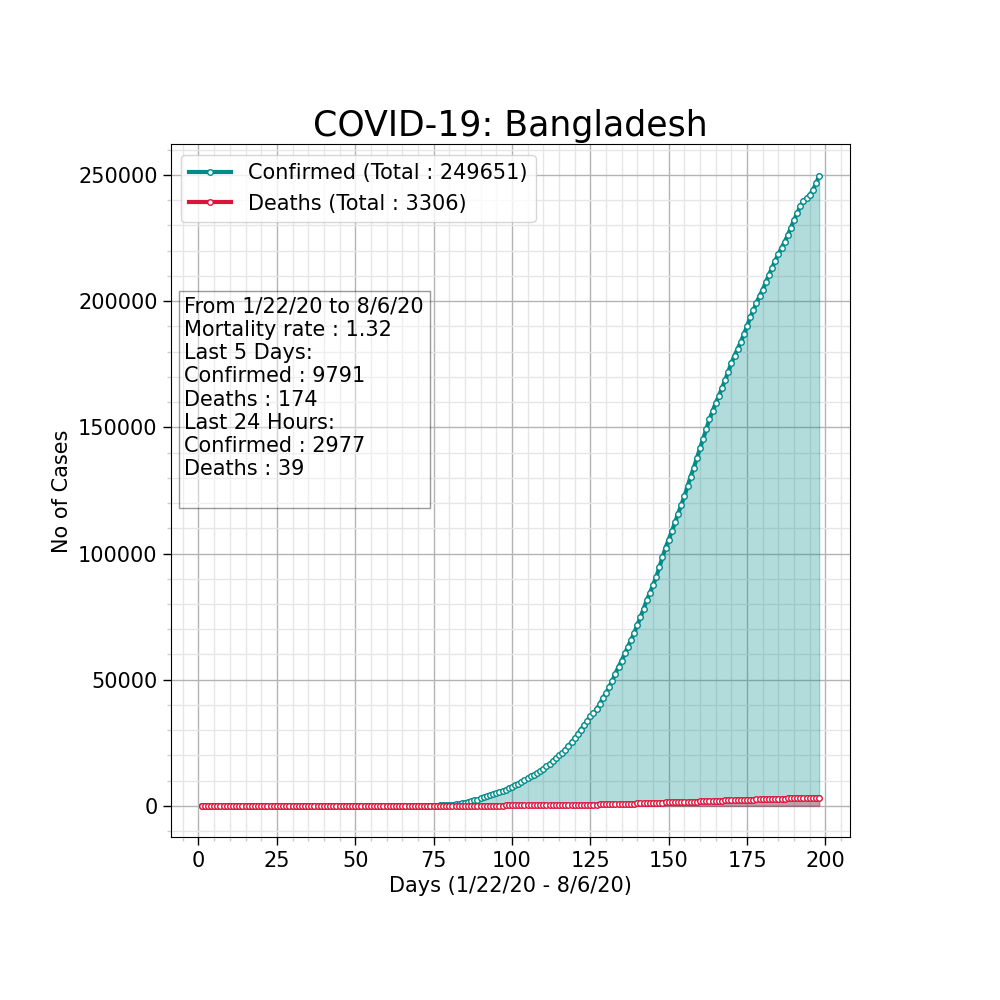 COVID-19: Bangladesh
Confirmed (Total : 249651)
Deaths (Total : 3306)
From 1/22/20 to 8/6/20
Mortality rate : 1.32
Last 5 Days:
Confirmed : 9791
Deaths : 174
Last 24 Hours:
Confirmed : 2977
Deaths : 39
No of Cases
250000
200000
150000
100000
50000
0
0 25 50 75 100 125 150 175 200
Days (1/22/20 - 8/6/20)